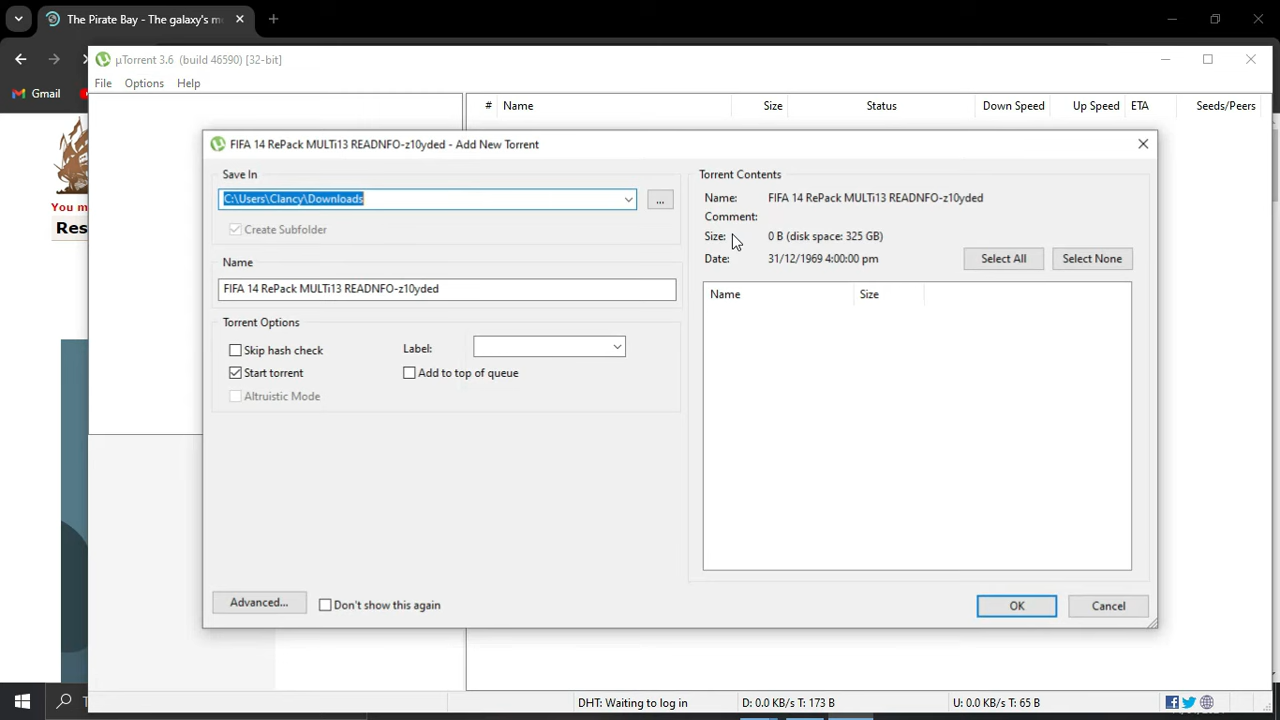 The Pirate Bay - The galaxy's m
µTorrent 3.6 (build 46590) [32-bit]
File Options Help
Gmail
# Name Size Status Down Speed Up Speed ETA Seeds/Peers
FIFA 14 RePack MULTi13 READNFO-z10yded - Add New Torrent
Save In
C:\Users\Clancy\Downloads
...
Create Subfolder
Name
FIFA 14 RePack MULTi13 READNFO-z10yded
Torrent Options
Skip hash check
Label:
Start torrent
Add to top of queue
Altruistic Mode
Torrent Contents
Name: FIFA 14 RePack MULTi13 READNFO-z10yded
Comment:
Size: 0 B (disk space: 325 GB)
Date: 31/12/1969 4:00:00 pm
Select All
Select None
Name Size
Advanced...
Don't show this again
OK
Cancel
You m
Res
DHT: Waiting to log in
D: 0.0 KB/s T: 173 B
U: 0.0 KB/s T: 65 B
T